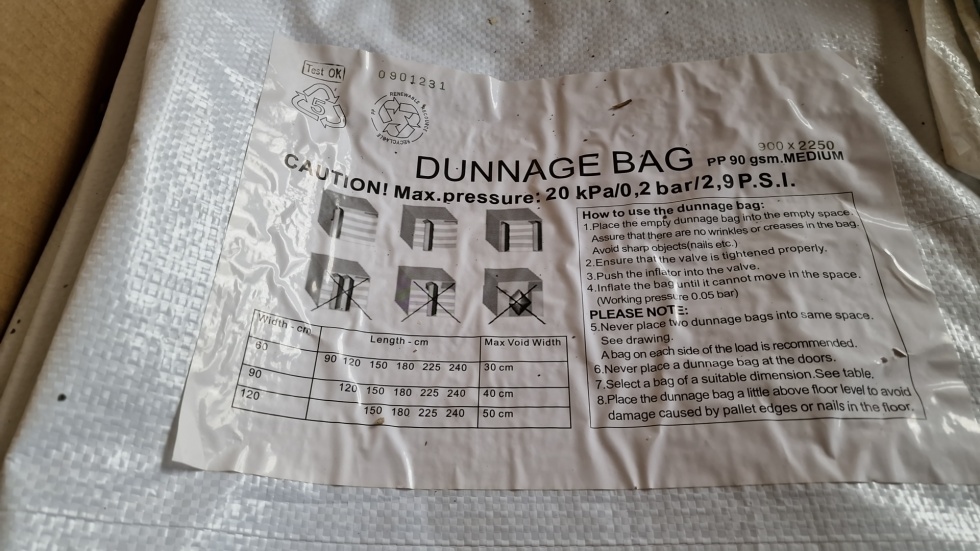 Test OK
0901231
5
RENEWABLE RESOURCE
RECYCLABLE
900 x 2250
DUNNAGE BAG PP 90 gsm.MEDIUM
CAUTION! Max.pressure: 20 kPa/0,2 bar/2,9 P.S.I.
How to use the dunnage bag:
1.Place the empty dunnage bag into the empty space.
Assure that there are no wrinkles or creases in the bag.
Avoid sharp objects(nails etc.)
2.Ensure that the valve is tightened properly.
3.Push the inflator into the valve.
4.Inflate the bag until it cannot move in the space.
(Working pressure 0.05 bar)
PLEASE NOTE:
5.Never place two dunnage bags into same space.
See drawing.
A bag on each side of the load is recommended.
6.Never place a dunnage bag at the doors.
7.Select a bag of a suitable dimension.See table.
8.Place the dunnage bag a little above floor level to avoid
damage caused by pallet edges or nails in the floor.
Width - cm Length - cm Max Void Width
60 90 120 150 180 225 240 30 cm
90 120 150 180 225 240 40 cm
120 150 180 225 240 50 cm